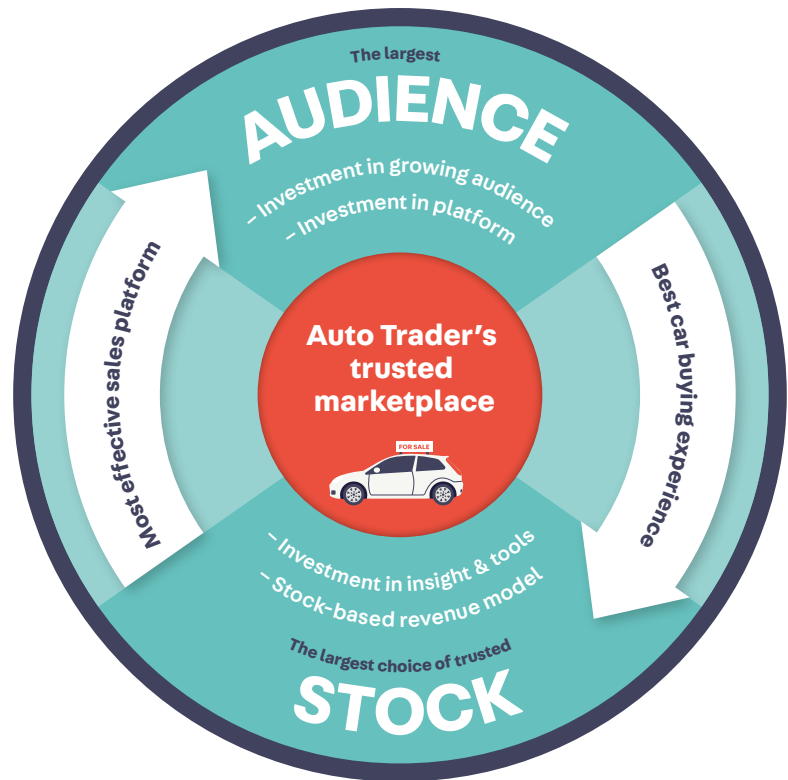 The largest
AUDIENCE
– Investment in growing audience
– Investment in platform
Most effective sales platform
Best car buying experience
Auto Trader’s
trusted
marketplace
FOR SALE
– Investment in insight & tools
– Stock-based revenue model
The largest choice of trusted
STOCK